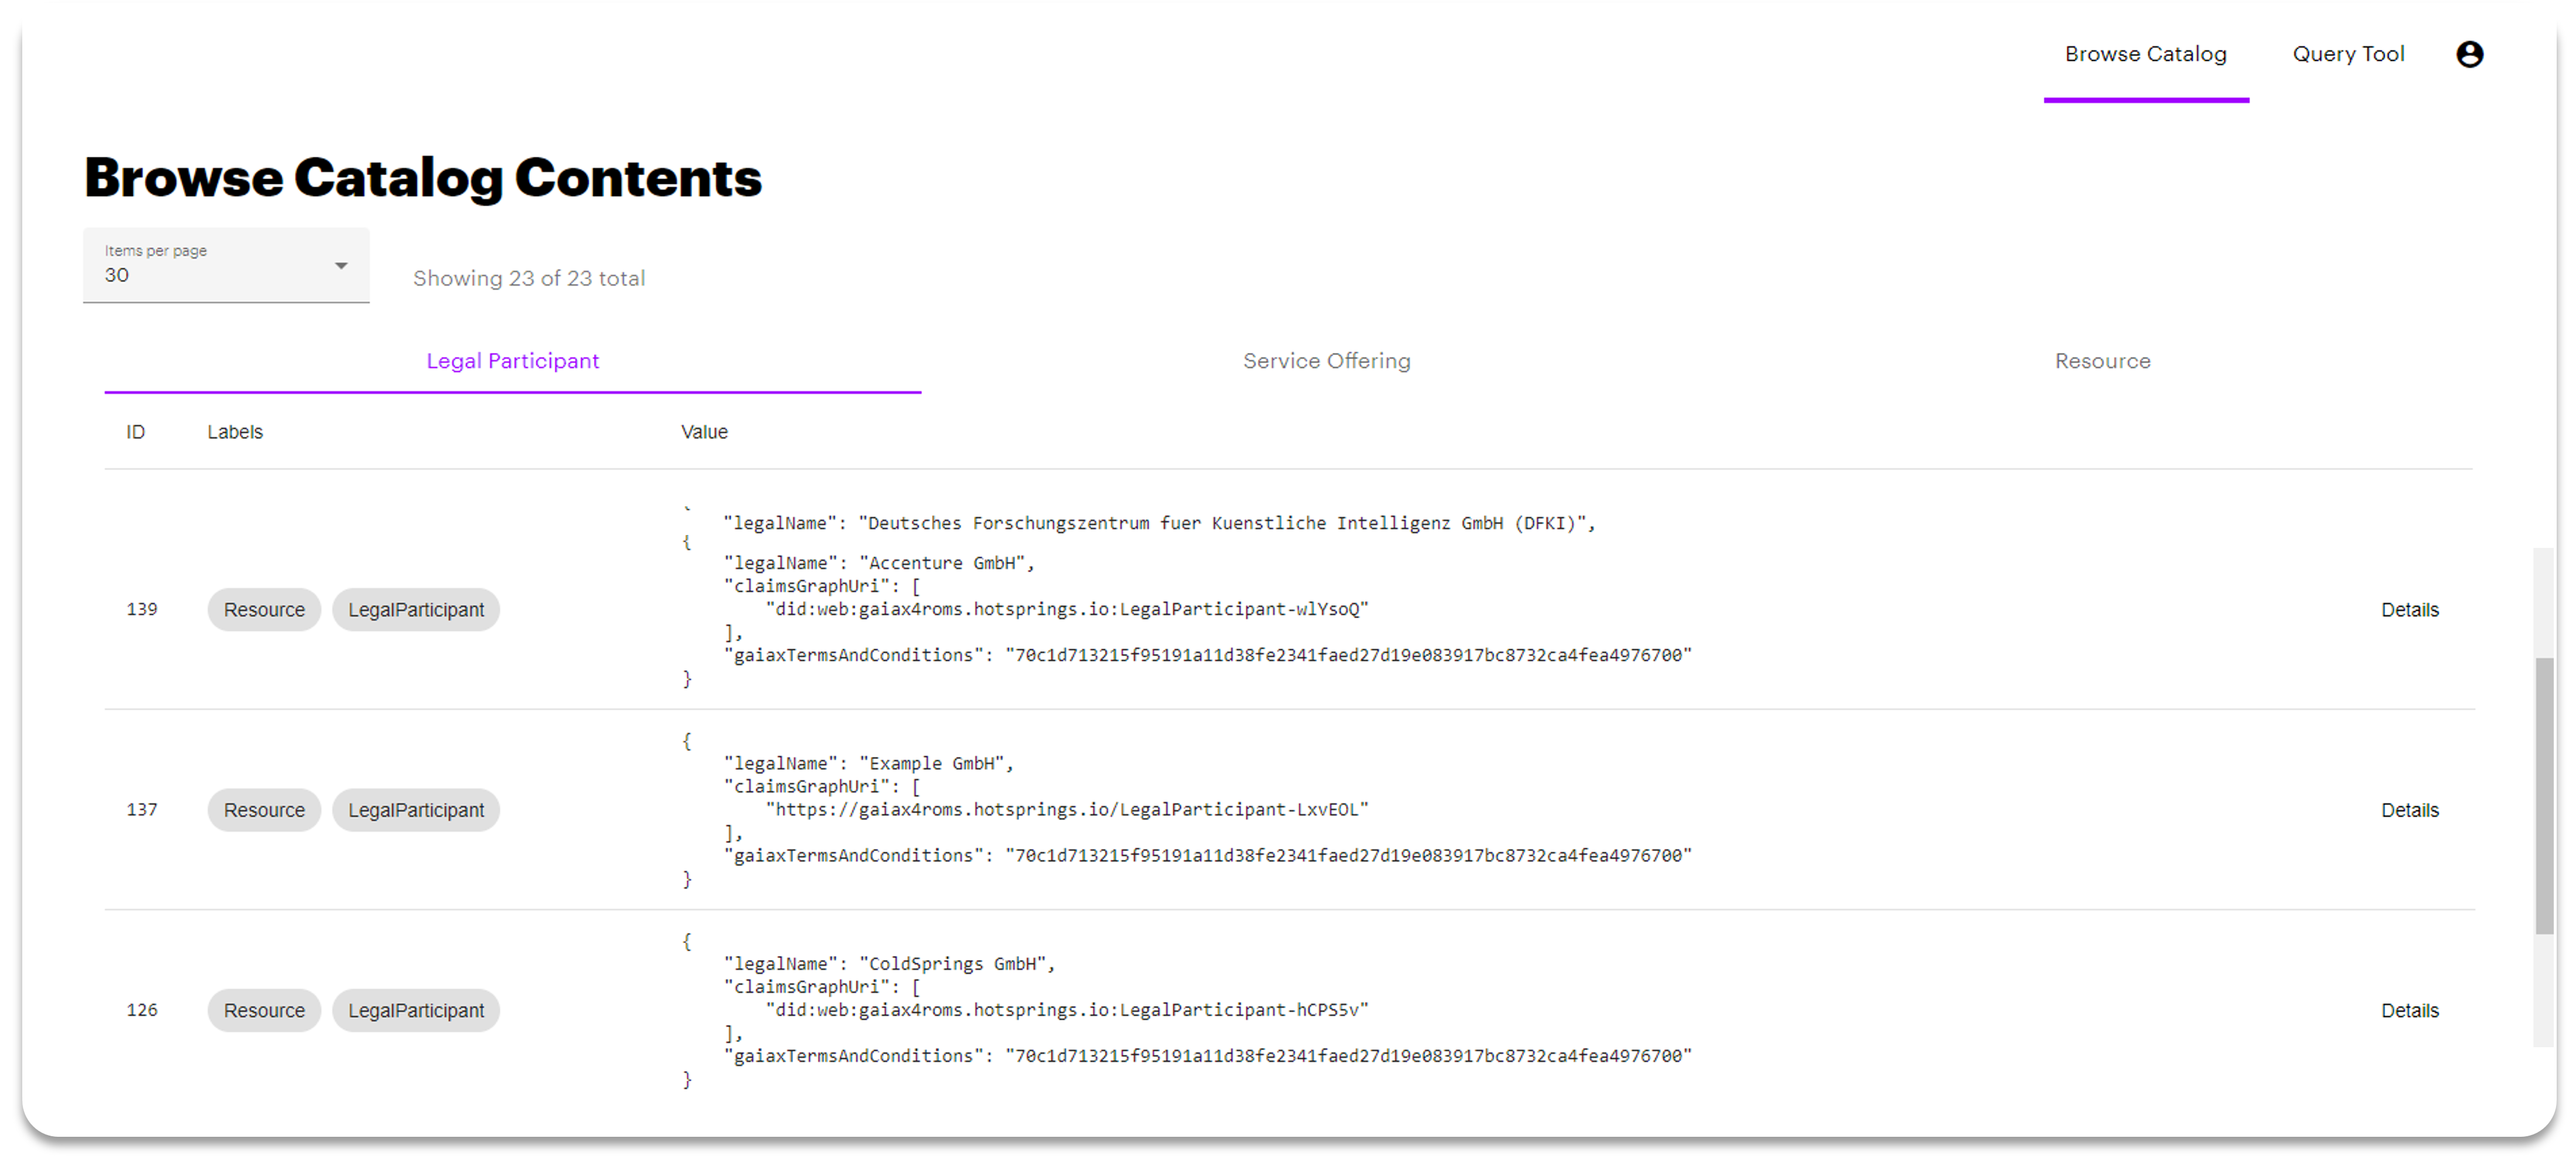 Browse Catalog Query Tool
Browse Catalog Contents
Items per page
30
Showing 23 of 23 total
Legal Participant Service Offering Resource
ID Labels Value
"legalName": "Deutsches Forschungszentrum fuer Kuenstliche Intelligenz GmbH (DFKI)",
{
"legalName": "Accenture GmbH",
"claimsGraphUri": [
139 Resource LegalParticipant "did:web:gaiax4roms.hotsprings.io:LegalParticipant-wlYsoQ" Details
],
"gaiaxTermsAndConditions": "70c1d713215f95191a11d38fe2341faed27d19e083917bc8732ca4fea4976700"
}
{
"legalName": "Example GmbH",
"claimsGraphUri": [
137 Resource LegalParticipant "https://gaiax4roms.hotsprings.io/LegalParticipant-LxvEOL" Details
],
"gaiaxTermsAndConditions": "70c1d713215f95191a11d38fe2341faed27d19e083917bc8732ca4fea4976700"
}
{
"legalName": "ColdSprings GmbH",
"claimsGraphUri": [
126 Resource LegalParticipant "did:web:gaiax4roms.hotsprings.io:LegalParticipant-hCPS5v" Details
],
"gaiaxTermsAndConditions": "70c1d713215f95191a11d38fe2341faed27d19e083917bc8732ca4fea4976700"
}